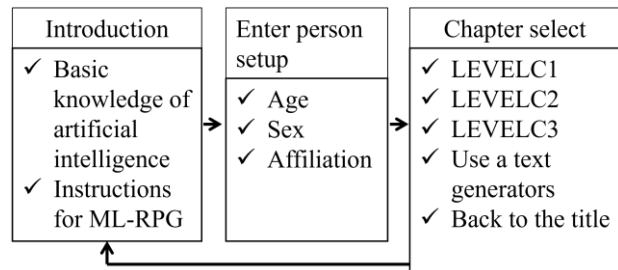 Introduction
✓ Basic
knowledge of
artificial
intelligence
✓ Instructions
for ML-RPG
Enter person
setup
✓ Age
✓ Sex
✓ Affiliation
Chapter select
✓ LEVELC1
✓ LEVELC2
✓ LEVELC3
✓ Use a text
generators
✓ Back to the title